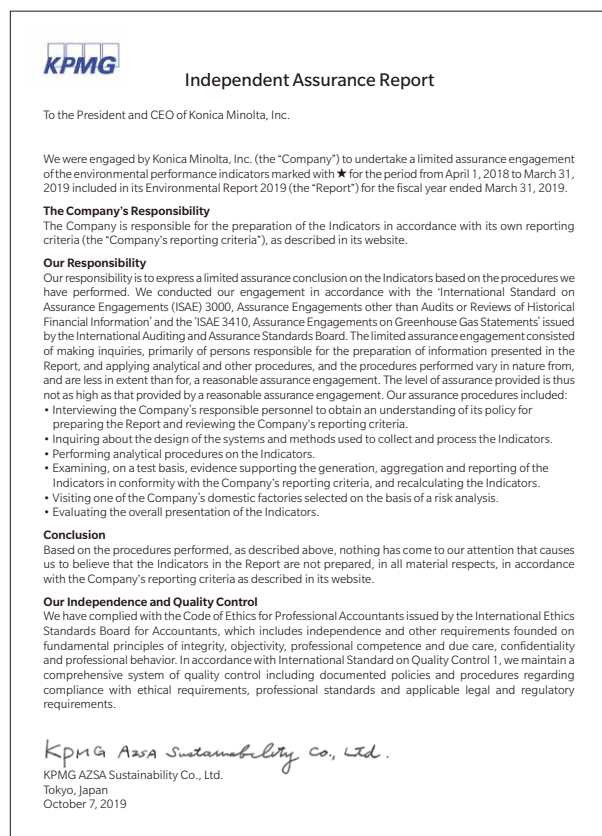 KPMG
Independent Assurance Report
To the President and CEO of Konica Minolta, Inc.
We were engaged by Konica Minolta, Inc. (the “Company”) to undertake a limited assurance engagement
of the environmental performance indicators marked with ★ for the period from April 1, 2018 to March 31,
2019 included in its Environmental Report 2019 (the “Report”) for the fiscal year ended March 31, 2019.
The Company's Responsibility
The Company is responsible for the preparation of the Indicators in accordance with its own reporting
criteria (the “Company's reporting criteria”), as described in its website.
Our Responsibility
Our responsibility is to express a limited assurance conclusion on the Indicators based on the procedures we
have performed. We conducted our engagement in accordance with the ‘International Standard on
Assurance Engagements (ISAE) 3000, Assurance Engagements other than Audits or Reviews of Historical
Financial Information’ and the ‘ISAE 3410, Assurance Engagements on Greenhouse Gas Statements’ issued
by the International Auditing and Assurance Standards Board. The limited assurance engagement consisted
of making inquiries, primarily of persons responsible for the preparation of information presented in the
Report, and applying analytical and other procedures, and the procedures performed vary in nature from,
and are less in extent than for, a reasonable assurance engagement. The level of assurance provided is thus
not as high as that provided by a reasonable assurance engagement. Our assurance procedures included:
• Interviewing the Company's responsible personnel to obtain an understanding of its policy for
preparing the Report and reviewing the Company's reporting criteria.
• Inquiring about the design of the systems and methods used to collect and process the Indicators.
• Performing analytical procedures on the Indicators.
• Examining, on a test basis, evidence supporting the generation, aggregation and reporting of the
Indicators in conformity with the Company's reporting criteria, and recalculating the Indicators.
• Visiting one of the Company's domestic factories selected on the basis of a risk analysis.
• Evaluating the overall presentation of the Indicators.
Conclusion
Based on the procedures performed, as described above, nothing has come to our attention that causes
us to believe that the Indicators in the Report are not prepared, in all material respects, in accordance
with the Company's reporting criteria as described in its website.
Our Independence and Quality Control
We have complied with the Code of Ethics for Professional Accountants issued by the International Ethics
Standards Board for Accountants, which includes independence and other requirements founded on
fundamental principles of integrity, objectivity, professional competence and due care, confidentiality
and professional behavior. In accordance with International Standard on Quality Control 1, we maintain a
comprehensive system of quality control including documented policies and procedures regarding
compliance with ethical requirements, professional standards and applicable legal and regulatory
requirements.
KPMG AZSA Sustainability Co., Ltd.
KPMG AZSA Sustainability Co., Ltd.
Tokyo, Japan
October 7, 2019